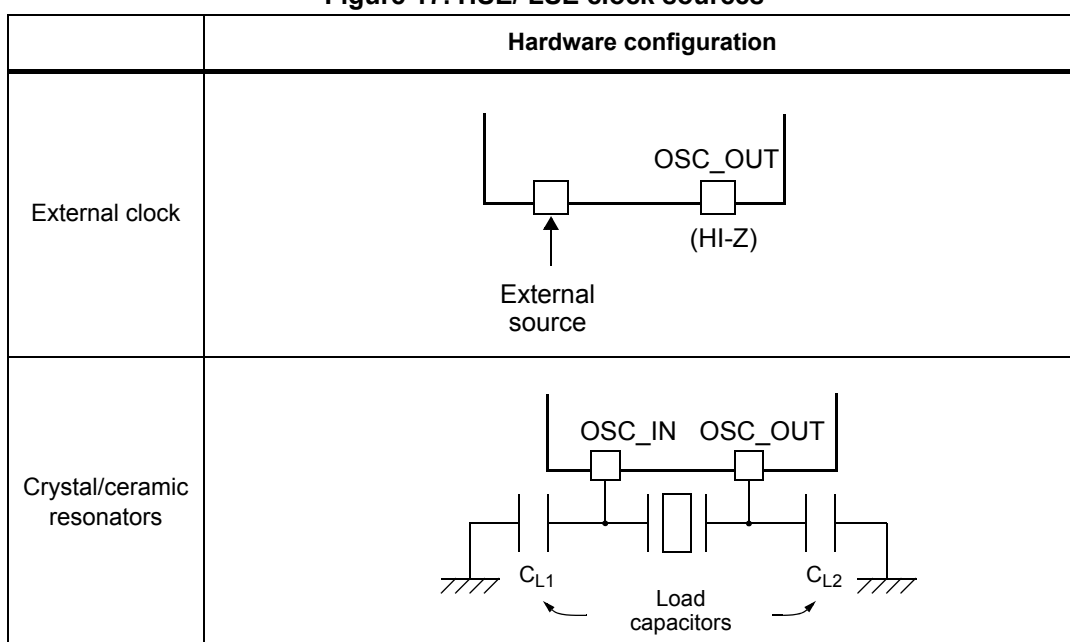 Figure 17. HSE/ LSE clock sources
Hardware configuration
External clock
OSC_OUT
(HI-Z)
External
source
Crystal/ceramic
resonators
OSC_IN OSC_OUT
CL1
CL2
Load
capacitors